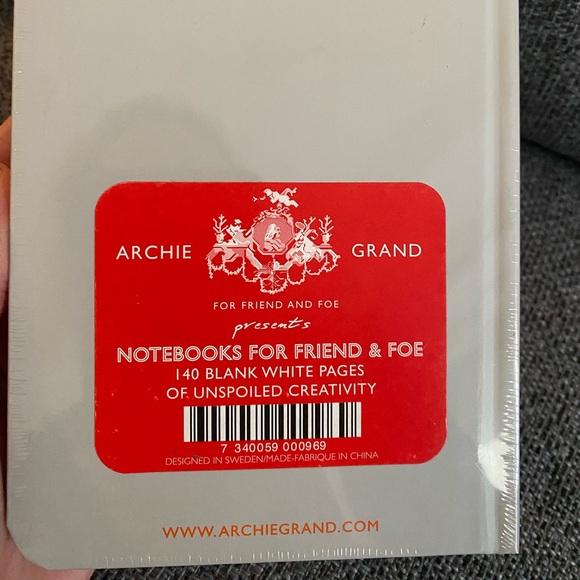 ARCHIE GRAND
FOR FRIEND AND FOE
presents
NOTEBOOKS FOR FRIEND & FOE
140 BLANK WHITE PAGES
OF UNSPOILED CREATIVITY
7 340059 000969
DESIGNED IN SWEDEN/MADE-FABRIQUE IN CHINA
WWW.ARCHIEGRAND.COM